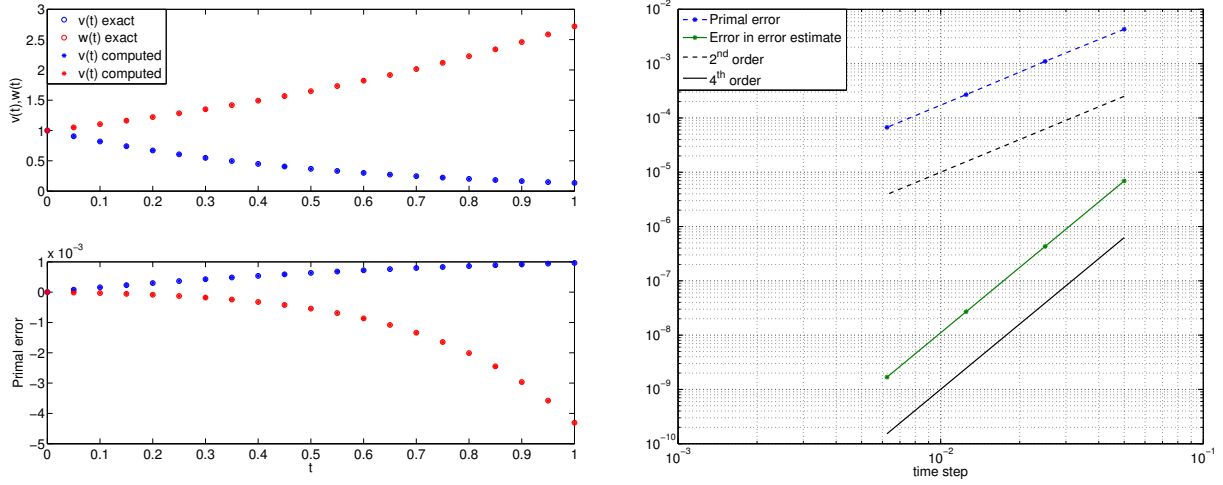 3
2.5
2
1.5
1
0.5
0
v(t),w(t)
v(t) exact
w(t) exact
v(t) computed
v(t) computed
0 0.1 0.2 0.3 0.4 0.5 0.6 0.7 0.8 0.9 1
x 10⁻³
1
0
−1
−2
−3
−4
−5
Primal error
0 0.1 0.2 0.3 0.4 0.5 0.6 0.7 0.8 0.9 1
t
10⁻²
10⁻³
10⁻⁴
10⁻⁵
10⁻⁶
10⁻⁷
10⁻⁸
10⁻⁹
10⁻¹⁰
Primal error
Error in error estimate
2ⁿᵈ order
4ᵗʰ order
10⁻³ 10⁻² 10⁻¹
time step